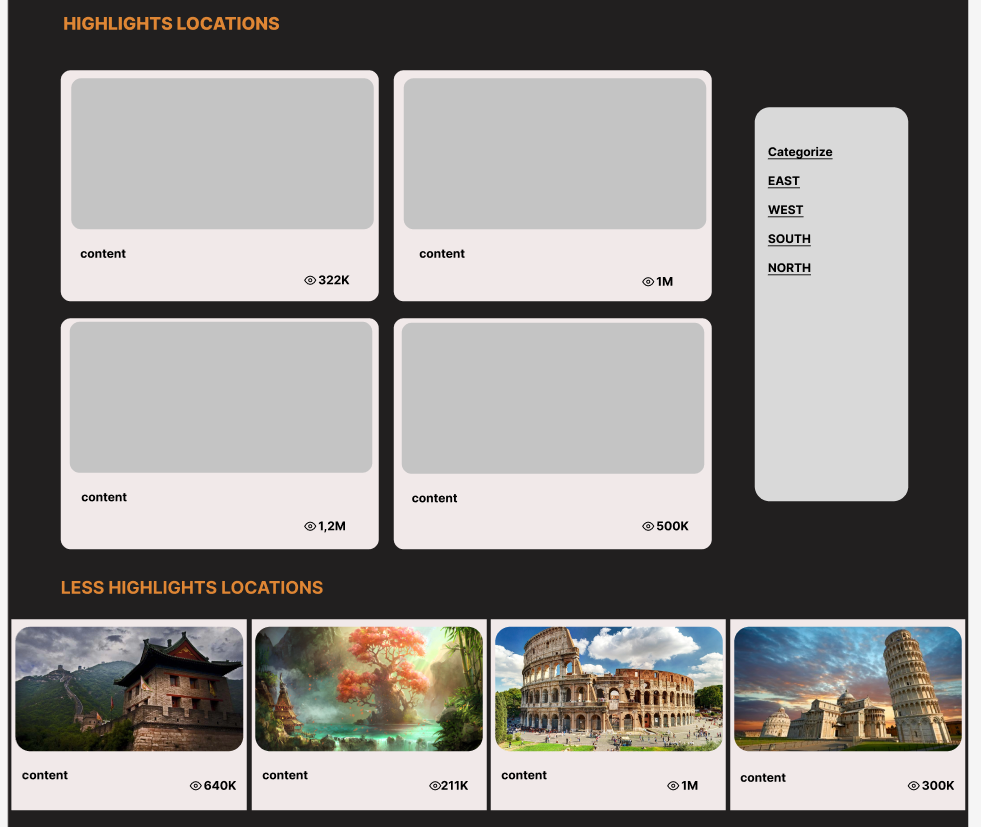 HIGHLIGHTS LOCATIONS
content
322K
content
1M
Categorize
EAST
WEST
SOUTH
NORTH
content
1,2M
content
500K
LESS HIGHLIGHTS LOCATIONS
content
640K
content
211K
content
1M
content
300K